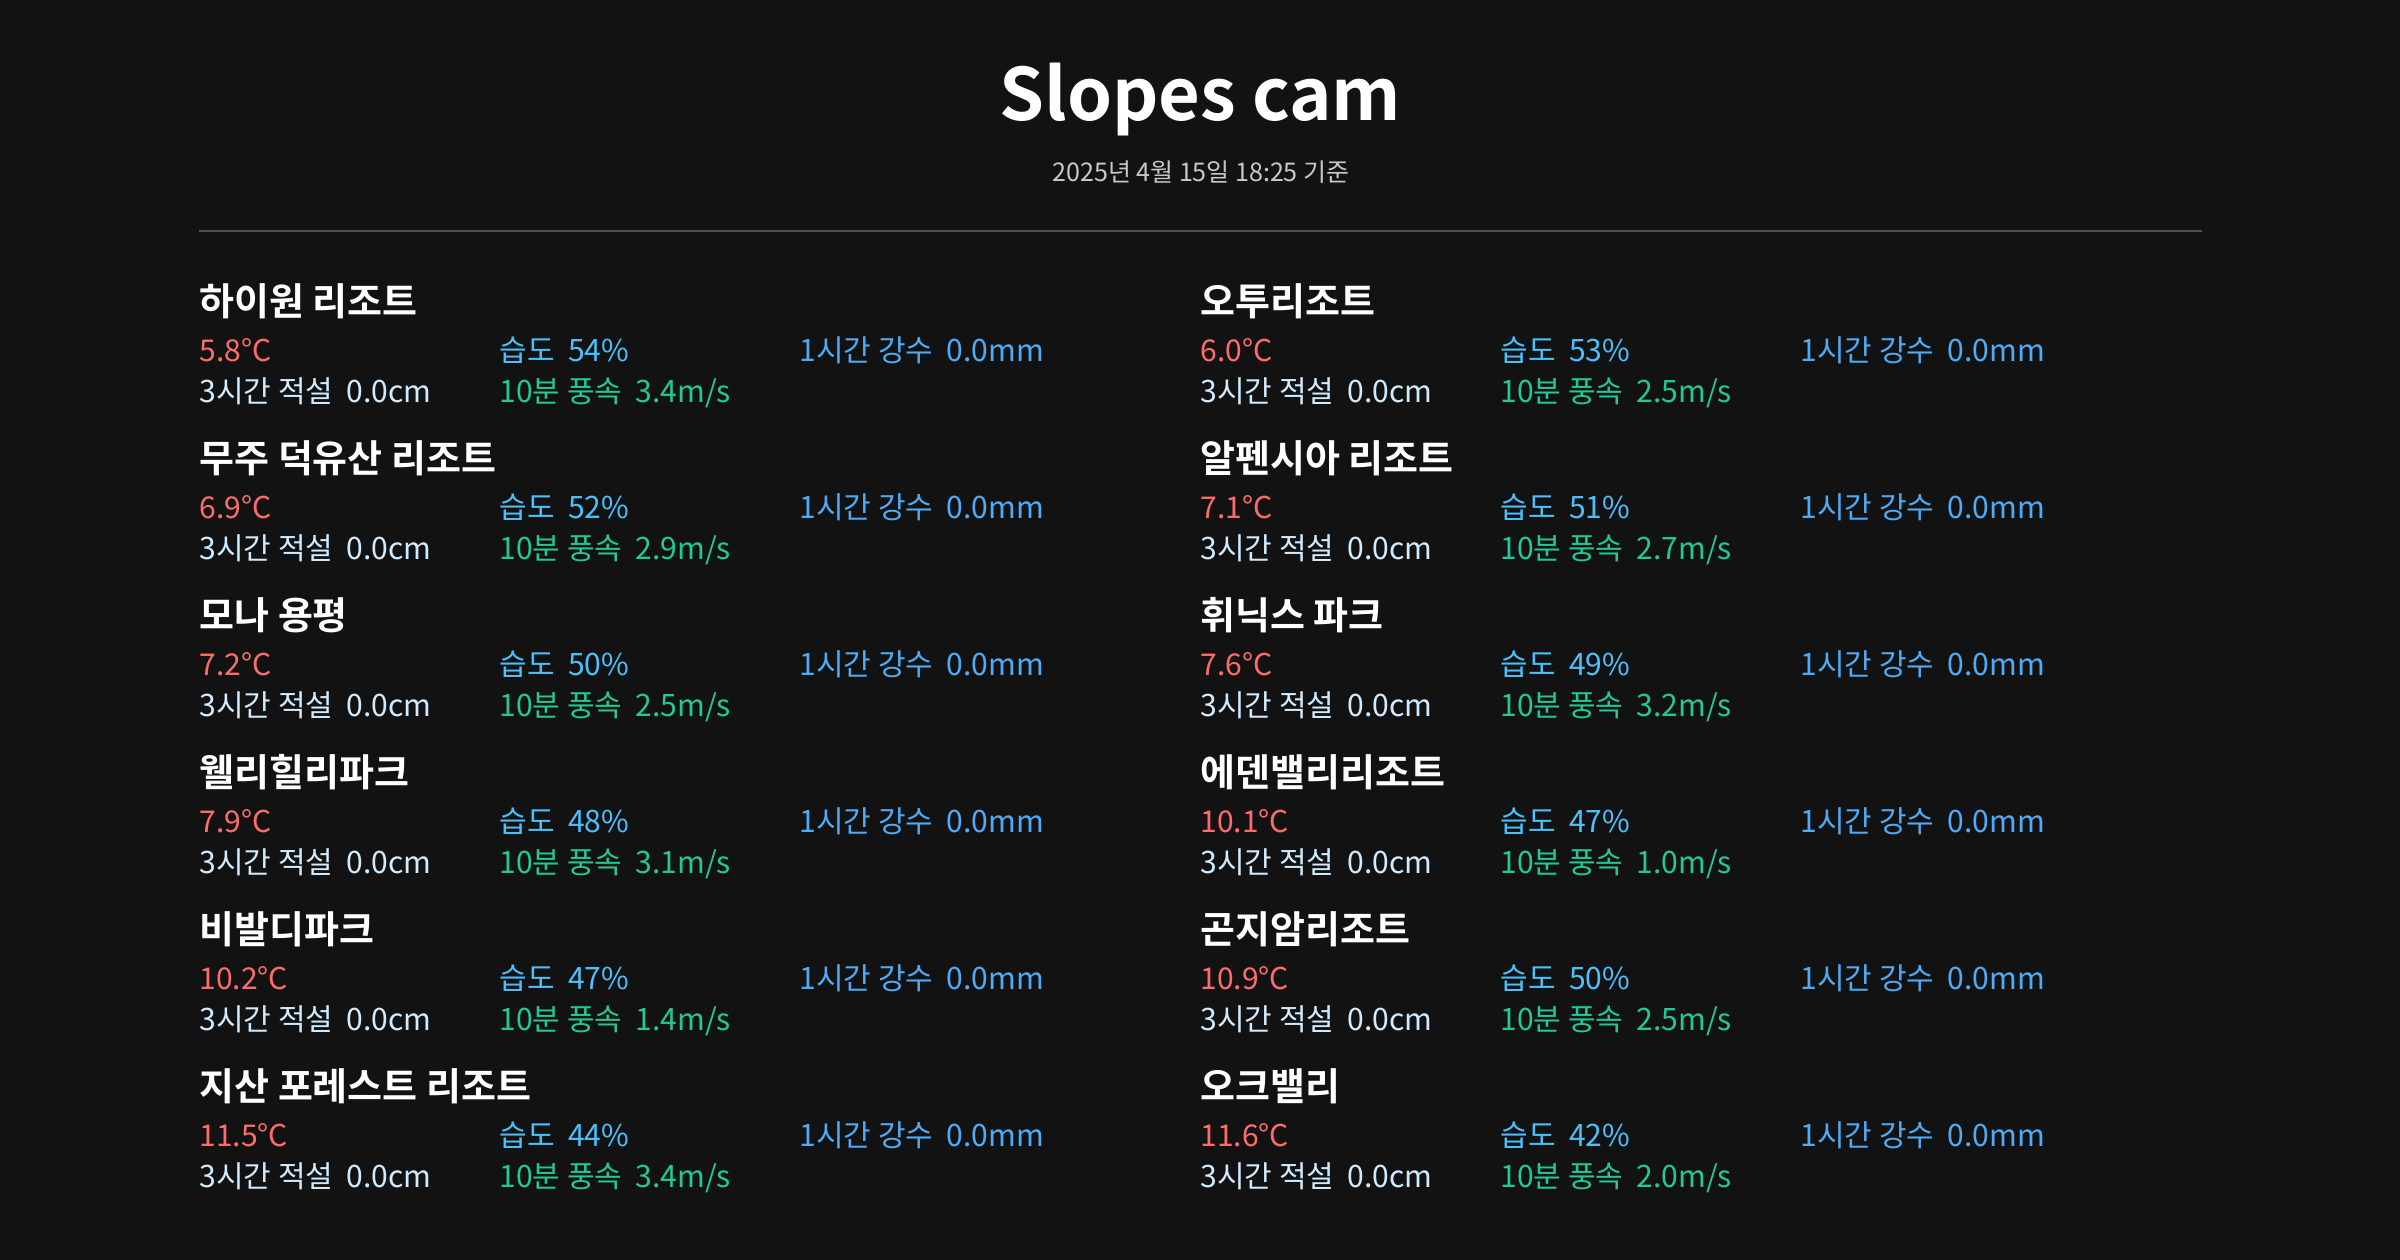 Slopes cam
2025년 4월 15일 18:25 기준
하이원 리조트
5.8°C 습도 54% 1시간 강수 0.0mm
3시간 적설 0.0cm 10분 풍속 3.4m/s
오투리조트
6.0°C 습도 53% 1시간 강수 0.0mm
3시간 적설 0.0cm 10분 풍속 2.5m/s
무주 덕유산 리조트
6.9°C 습도 52% 1시간 강수 0.0mm
3시간 적설 0.0cm 10분 풍속 2.9m/s
알펜시아 리조트
7.1°C 습도 51% 1시간 강수 0.0mm
3시간 적설 0.0cm 10분 풍속 2.7m/s
모나 용평
7.2°C 습도 50% 1시간 강수 0.0mm
3시간 적설 0.0cm 10분 풍속 2.5m/s
휘닉스 파크
7.6°C 습도 49% 1시간 강수 0.0mm
3시간 적설 0.0cm 10분 풍속 3.2m/s
웰리힐리파크
7.9°C 습도 48% 1시간 강수 0.0mm
3시간 적설 0.0cm 10분 풍속 3.1m/s
에덴밸리리조트
10.1°C 습도 47% 1시간 강수 0.0mm
3시간 적설 0.0cm 10분 풍속 1.0m/s
비발디파크
10.2°C 습도 47% 1시간 강수 0.0mm
3시간 적설 0.0cm 10분 풍속 1.4m/s
곤지암리조트
10.9°C 습도 50% 1시간 강수 0.0mm
3시간 적설 0.0cm 10분 풍속 2.5m/s
지산 포레스트 리조트
11.5°C 습도 44% 1시간 강수 0.0mm
3시간 적설 0.0cm 10분 풍속 3.4m/s
오크밸리
11.6°C 습도 42% 1시간 강수 0.0mm
3시간 적설 0.0cm 10분 풍속 2.0m/s